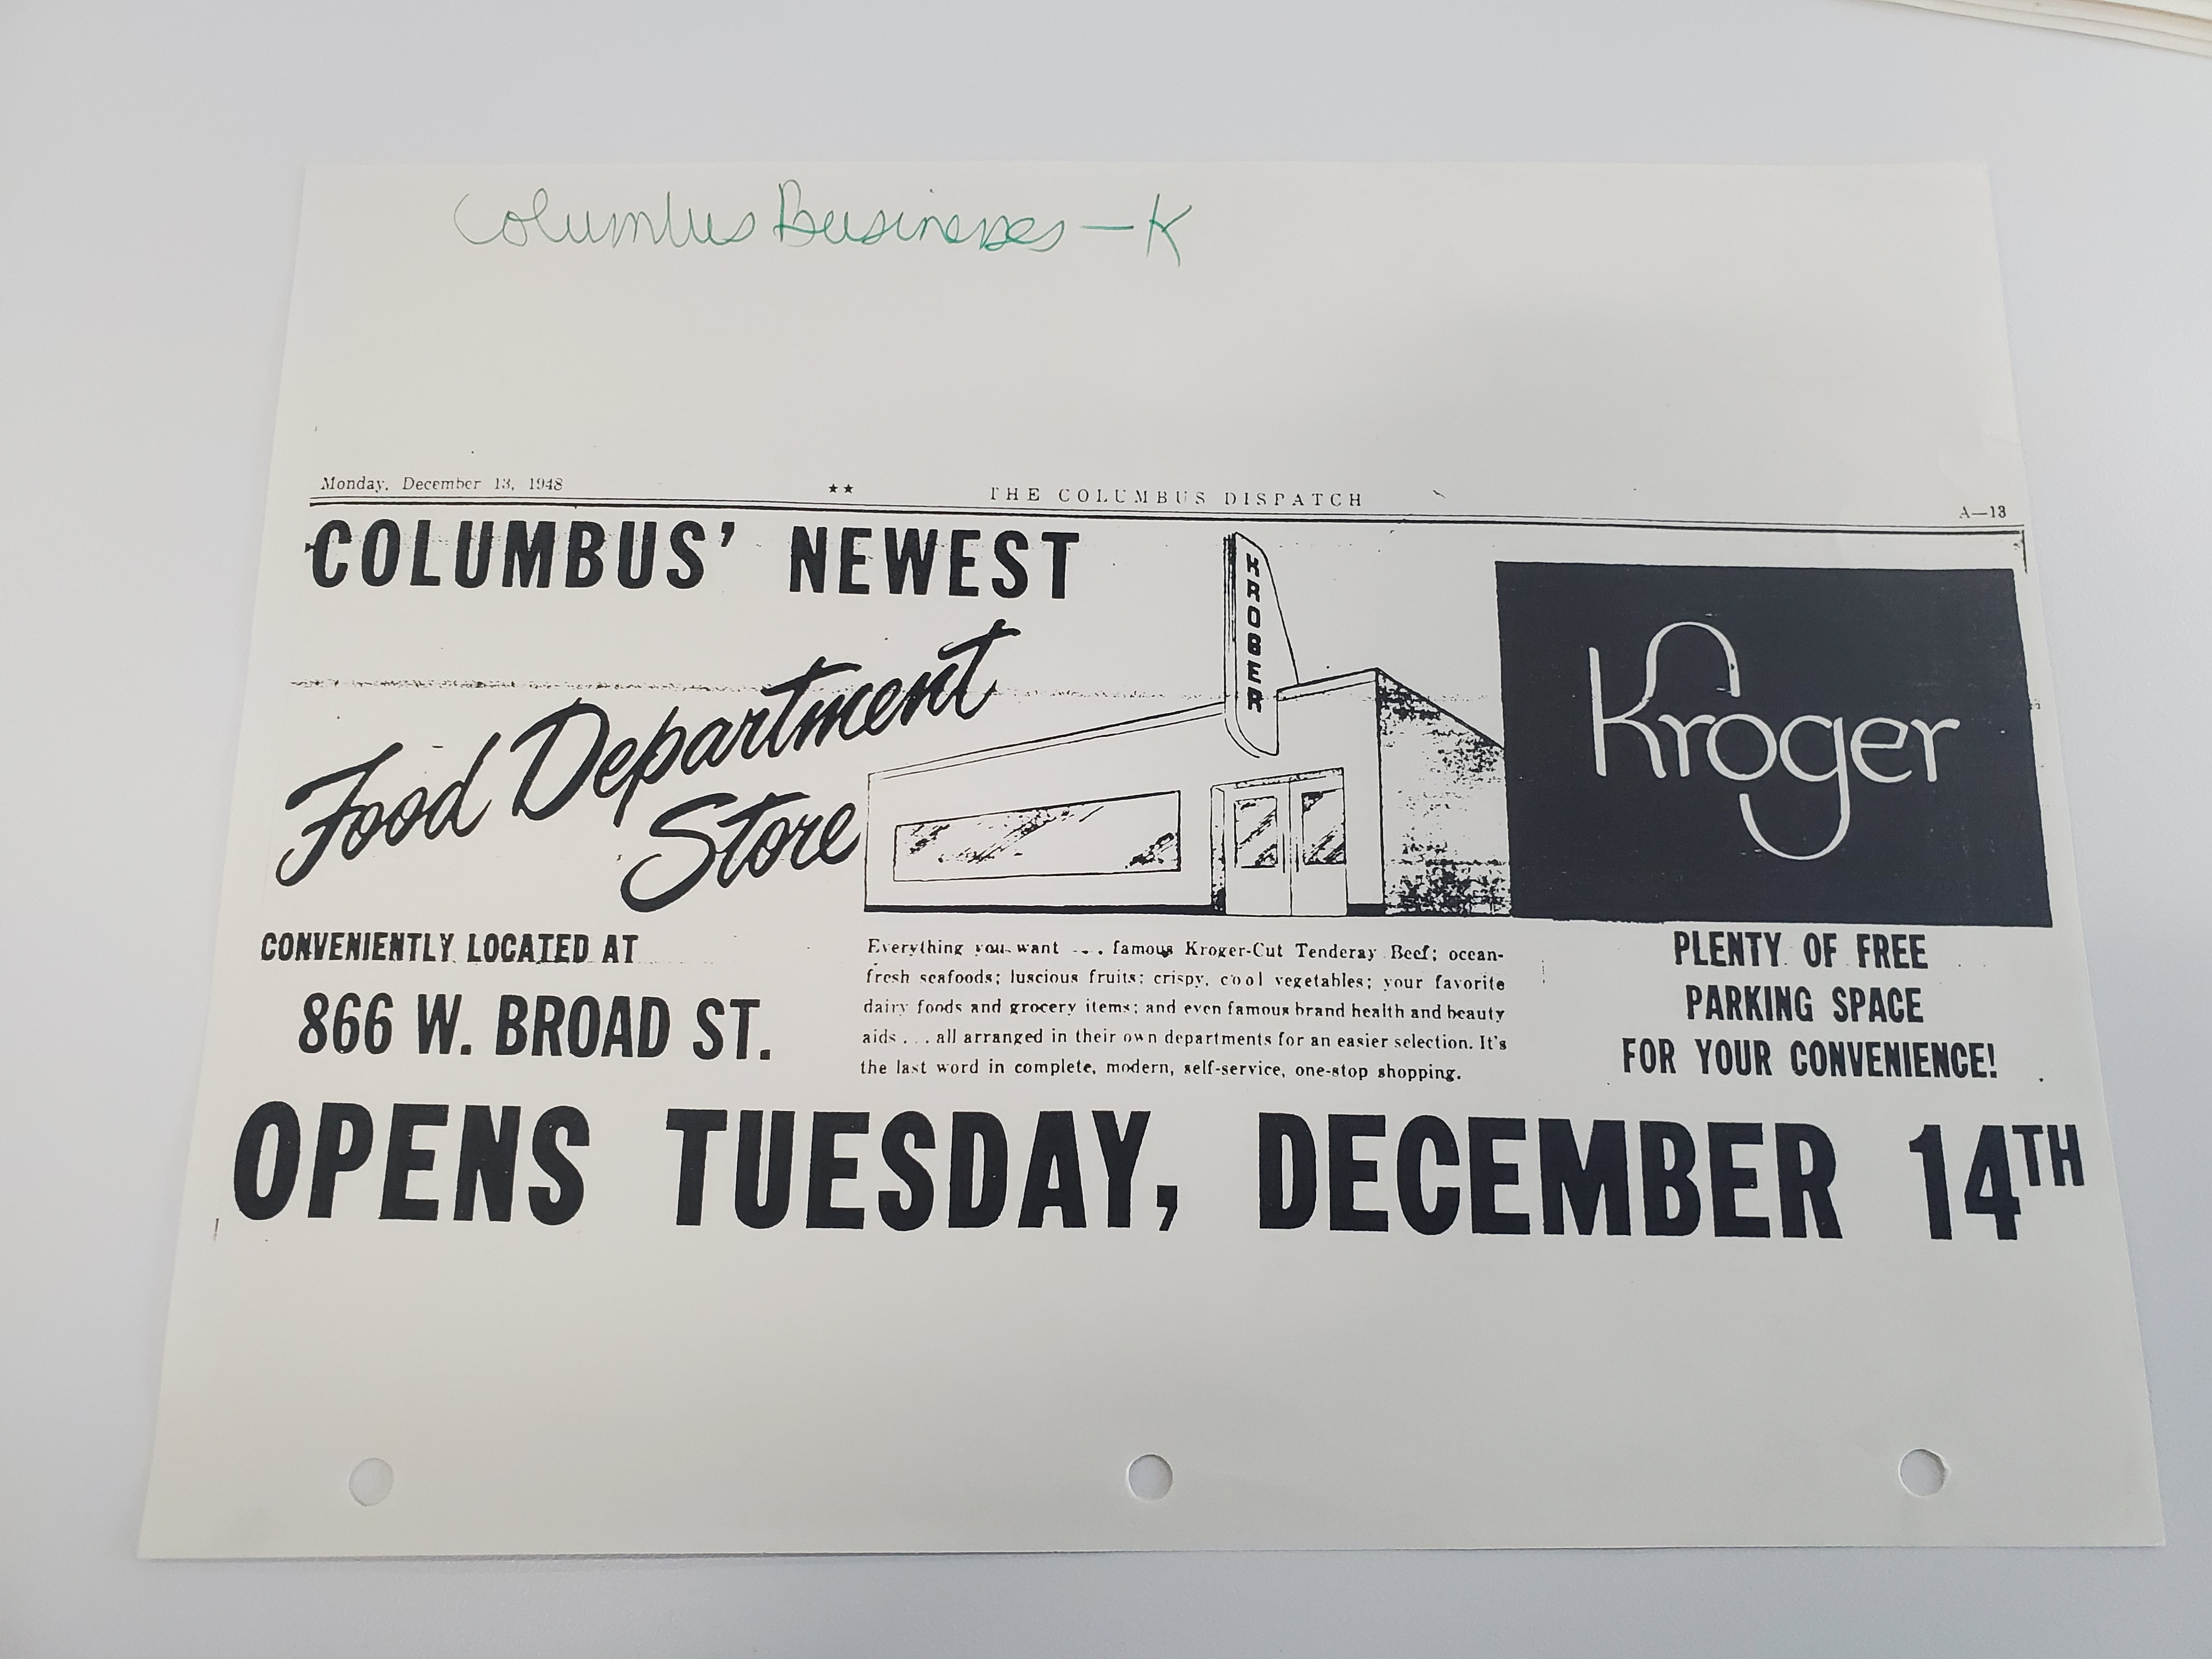 Columbus Businesses — K
Monday, December 13, 1948
★★
THE COLUMBUS DISPATCH
A—13
COLUMBUS' NEWEST
Food Department
Store
KROGER
Kroger
CONVENIENTLY LOCATED AT
866 W. BROAD ST.
Everything you want ... famous Kroger-Cut Tenderay Beef; ocean-
fresh seafoods; luscious fruits; crispy, cool vegetables; your favorite
dairy foods and grocery items; and even famous brand health and beauty
aids . . . all arranged in their own departments for an easier selection. It's
the last word in complete, modern, self-service, one-stop shopping.
PLENTY OF FREE
PARKING SPACE
FOR YOUR CONVENIENCE!
OPENS TUESDAY, DECEMBER 14TH